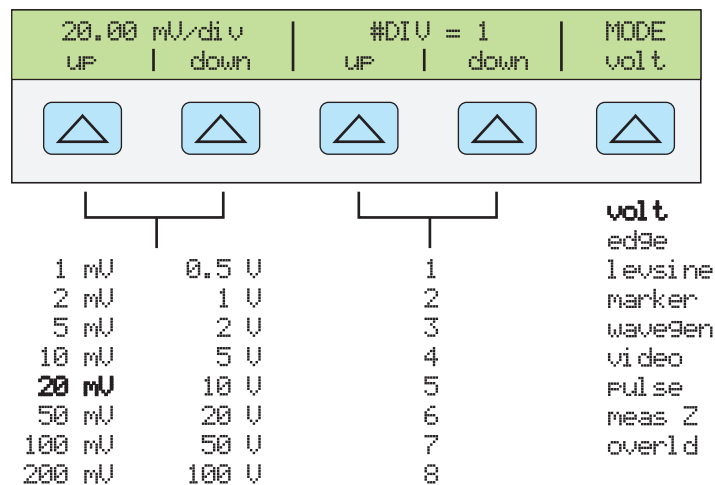 20.00 mV/div | #DIV = 1 | MODE
up | down | up | down | volt
volt
edge
1 mV 0.5 V 1 levsine
2 mV 1 V 2 marker
5 mV 2 V 3 wavegen
10 mV 5 V 4 video
20 mV 10 V 5 pulse
50 mV 20 V 6 meas Z
100 mV 50 V 7 overld
200 mV 100 V 8